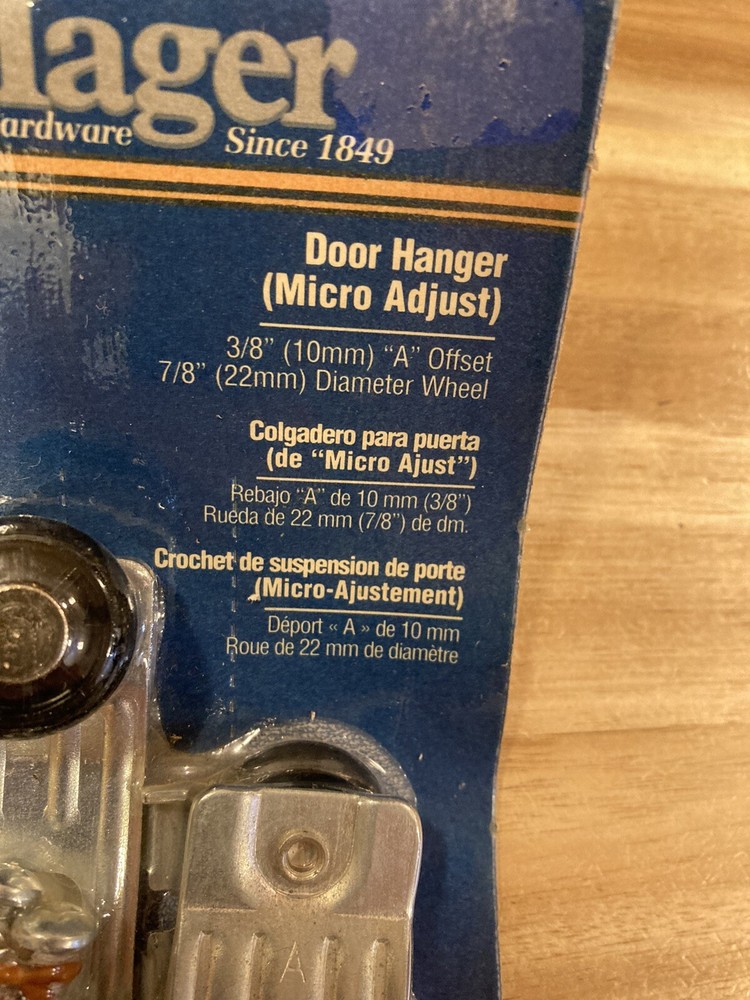 lager
ardware Since 1849
Door Hanger
(Micro Adjust)
3/8" (10mm) "A" Offset
7/8" (22mm) Diameter Wheel
Colgadero para puerta
(de "Micro Ajust")
Rebajo "A" de 10 mm (3/8")
Rueda de 22 mm (7/8") de dm.
Crochet de suspension de porte
(Micro-Ajustement)
Déport « A » de 10 mm
Roue de 22 mm de diamètre
A